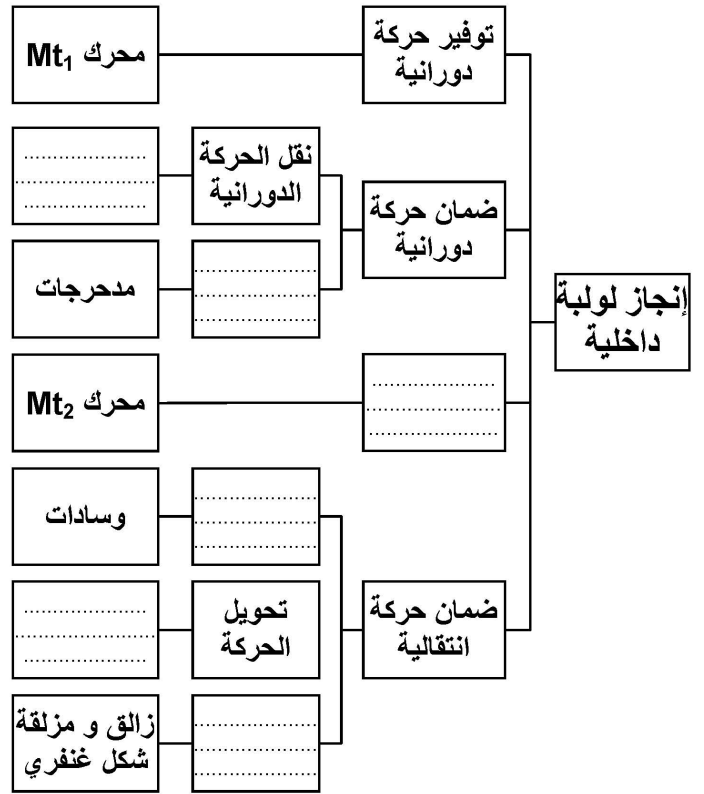 توفير حركة
دورانية
محرك Mt₁
نقل الحركة
الدورانية
ضمان حركة
دورانية
مدحرجات
إنجاز لولبة
داخلية
محرك Mt₂
وسادات
تحويل
الحركة
ضمان حركة
انتقالية
زالق و مزلقة
شكل غنفري